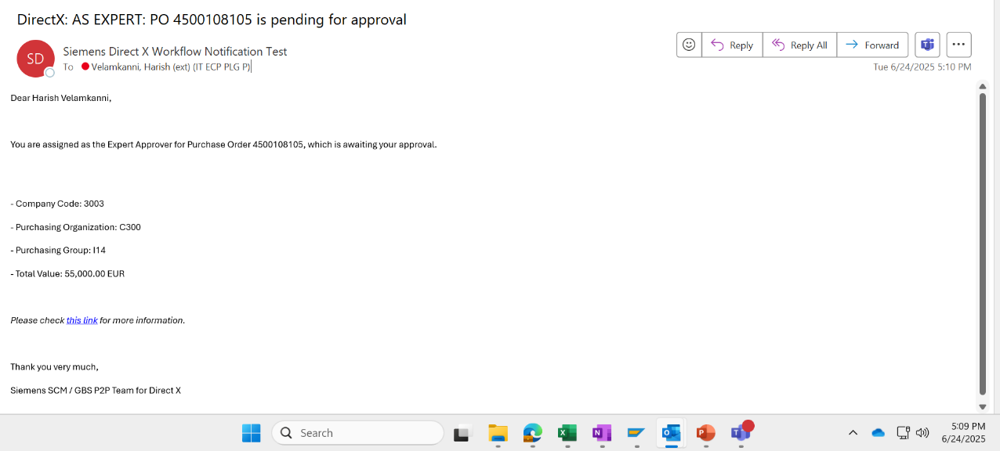 DirectX: AS EXPERT: PO 4500108105 is pending for approval
SD
Siemens Direct X Workflow Notification Test
To Velamkanni, Harish (ext) (IT ECP PLG P)
Reply
Reply All
Forward
Tue 6/24/2025 5:10 PM
Dear Harish Velamkanni,
You are assigned as the Expert Approver for Purchase Order 4500108105, which is awaiting your approval.
- Company Code: 3003
- Purchasing Organization: C300
- Purchasing Group: I14
- Total Value: 55,000.00 EUR
Please check this link for more information.
Thank you very much,
Siemens SCM / GBS P2P Team for Direct X
Search
5:09 PM
6/24/2025